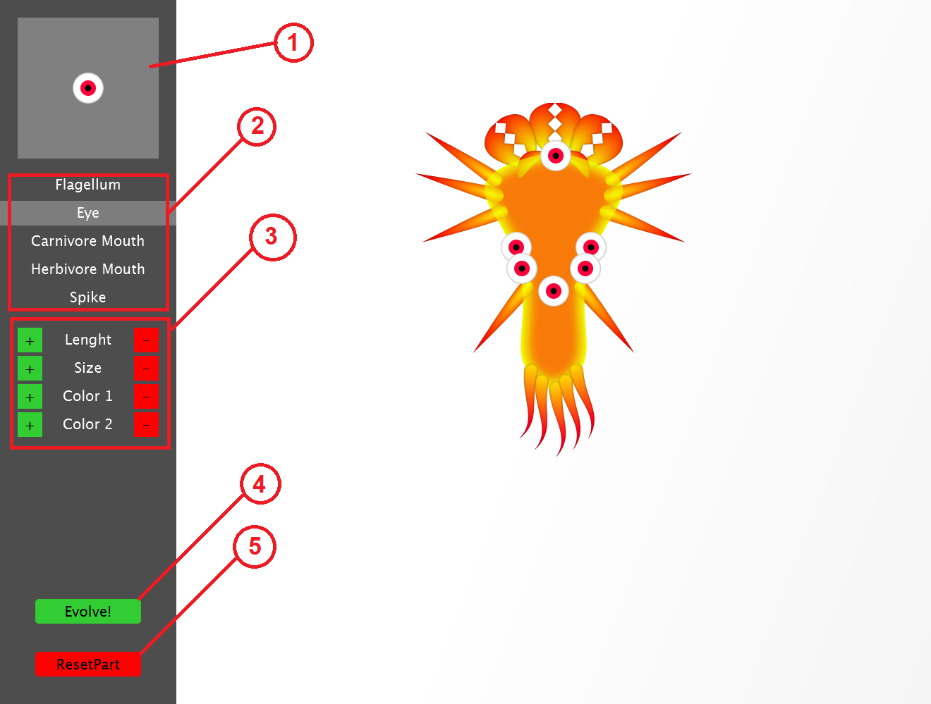 1
2
Flagellum
Eye
Carnivore Mouth
Herbivore Mouth
Spike
3
+ Lenght -
+ Size -
+ Color 1 -
+ Color 2 -
4
Evolve!
5
ResetPart